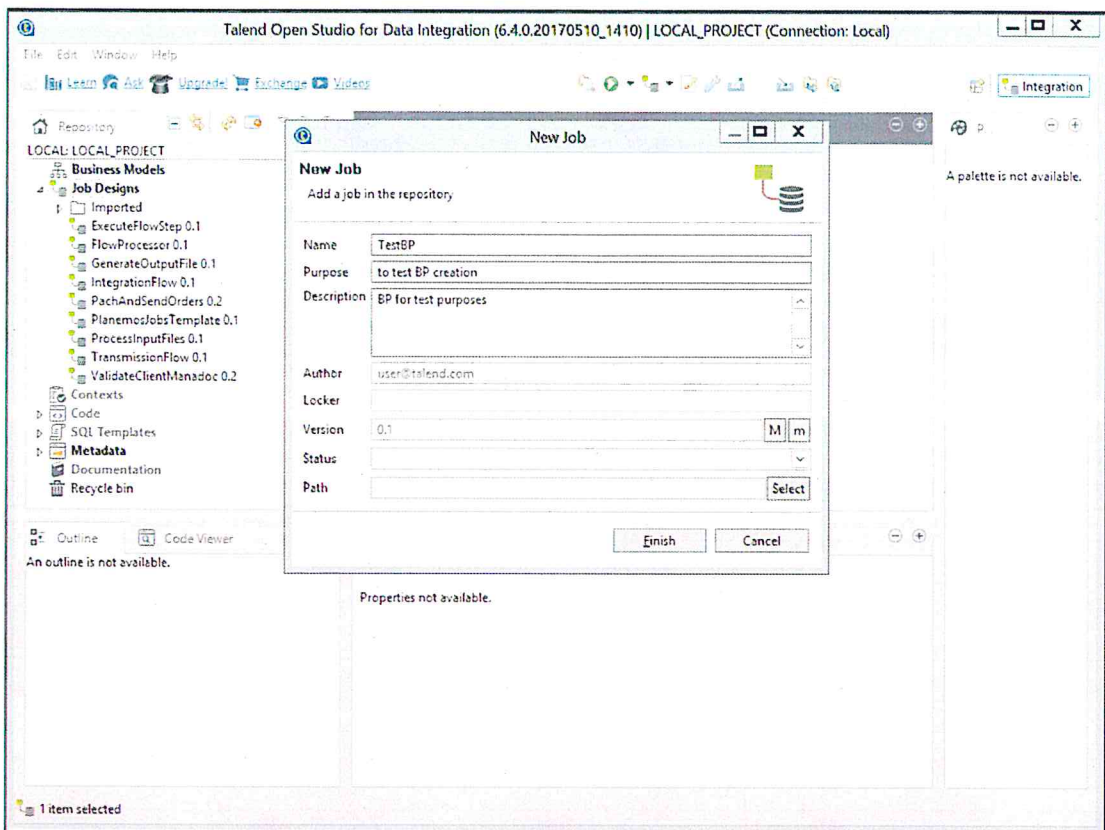 Talend Open Studio for Data Integration (6.4.0.20170510_1410) | LOCAL_PROJECT (Connection: Local)
File Edit Window Help
Learn Ask Upgrade! Exchange Videos
Integration
Repository
LOCAL: LOCAL_PROJECT
Business Models
Job Designs
Imported
ExecuteFlowStep 0.1
FlowProcessor 0.1
GenerateOutputFile 0.1
IntegrationFlow 0.1
PachAndSendOrders 0.2
PlanemosJobsTemplate 0.1
ProcessInputFiles 0.1
TransmissionFlow 0.1
ValidateClientManadoc 0.2
Contexts
Code
SQL Templates
Metadata
Documentation
Recycle bin
Outline Code Viewer
An outline is not available.
New Job
New Job
Add a job in the repository
Name TestBP
Purpose to test BP creation
Description BP for test purposes
Author user@talend.com
Locker
Version 0.1 M m
Status
Path Select
Finish Cancel
Properties not available.
P
A palette is not available.
1 item selected